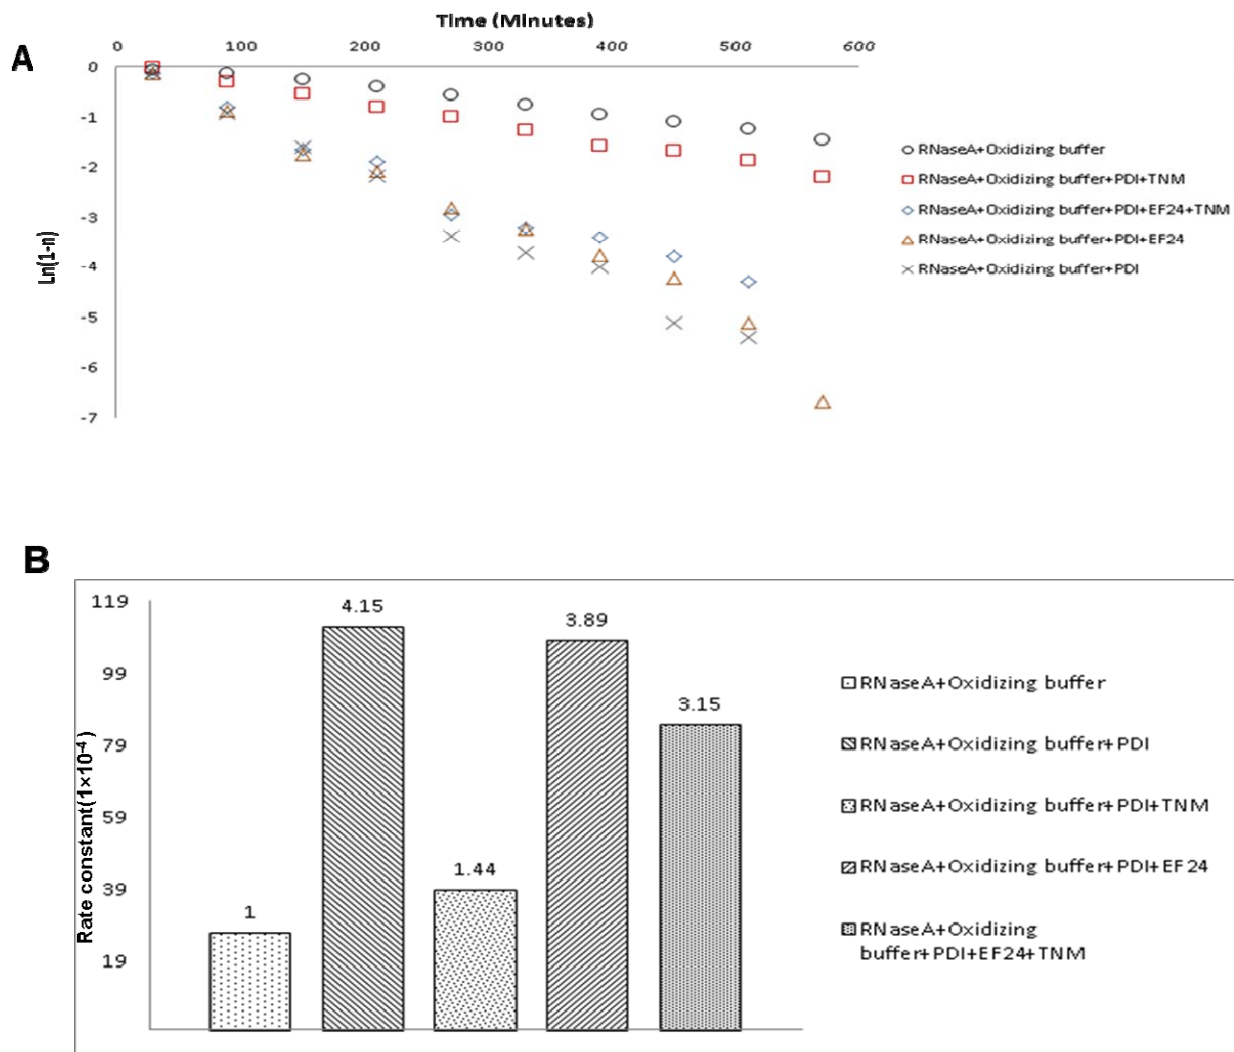 Time (Minutes)
A
0 100 200 300 400 500 600
0
-1
-2
-3
-4
-5
-6
-7
Ln(1-n)
RNaseA+Oxidizing buffer
RNaseA+Oxidizing buffer+PDI+TNM
RNaseA+Oxidizing buffer+PDI+EF24+TNM
RNaseA+Oxidizing buffer+PDI+EF24
RNaseA+Oxidizing buffer+PDI
B
119
99
79
59
39
19
Rate constant(1×10⁻⁴)
1
4.15
1.44
3.89
3.15
RNaseA+Oxidizing buffer
RNaseA+Oxidizing buffer+PDI
RNaseA+Oxidizing buffer+PDI+TNM
RNaseA+Oxidizing buffer+PDI+EF24
RNaseA+Oxidizing
buffer+PDI+EF24+TNM